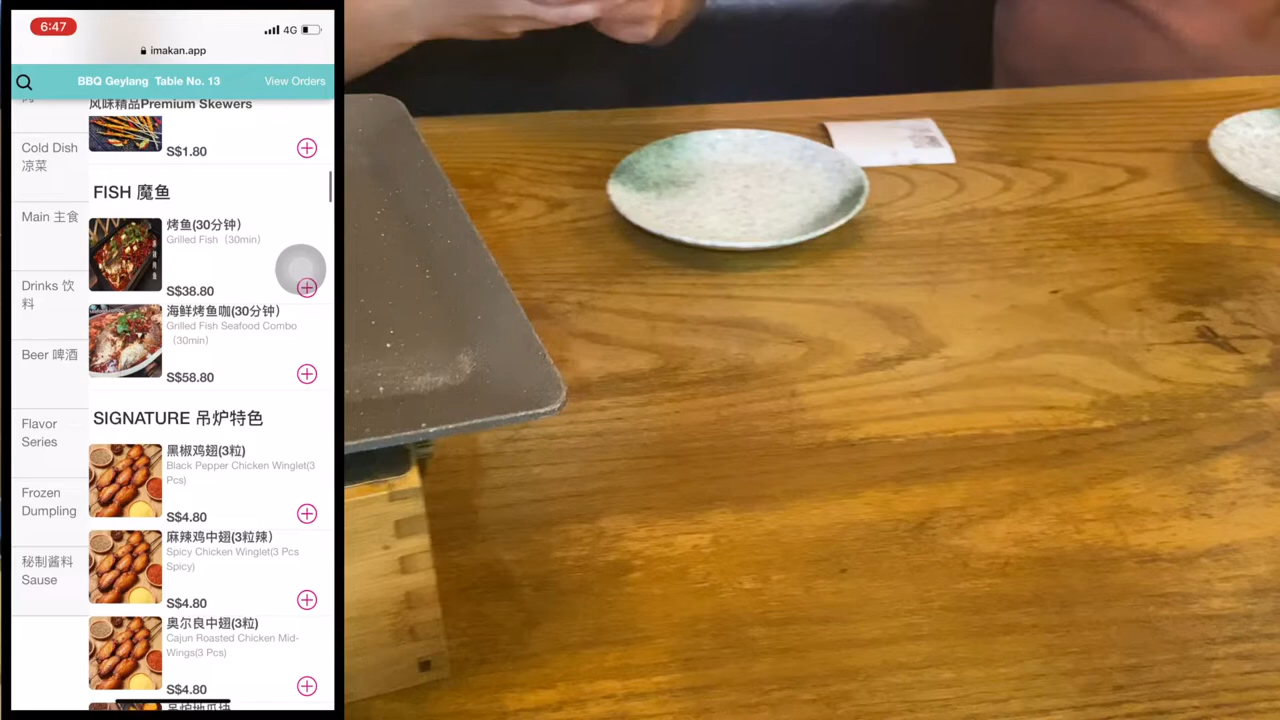 6:47
4G
imakan.app
BBQ Geylang Table No. 13
View Orders
Cold Dish
凉菜
Main 主食
Drinks 饮
料
Beer 啤酒
Flavor
Series
Frozen
Dumpling
秘制酱料
Sause
风味精品Premium Skewers
S$1.80
FISH 魔鱼
烤鱼(30分钟)
Grilled Fish (30min)
S$38.80
海鲜烤鱼咖(30分钟)
Grilled Fish Seafood Combo
(30min)
S$58.80
SIGNATURE 吊炉特色
黑椒鸡翅(3粒)
Black Pepper Chicken Winglet(3
Pcs)
S$4.80
麻辣鸡中翅(3粒辣)
Spicy Chicken Winglet(3 Pcs
Spicy)
S$4.80
奥尔良中翅(3粒)
Cajun Roasted Chicken Mid-
Wings(3 Pcs)
S$4.80